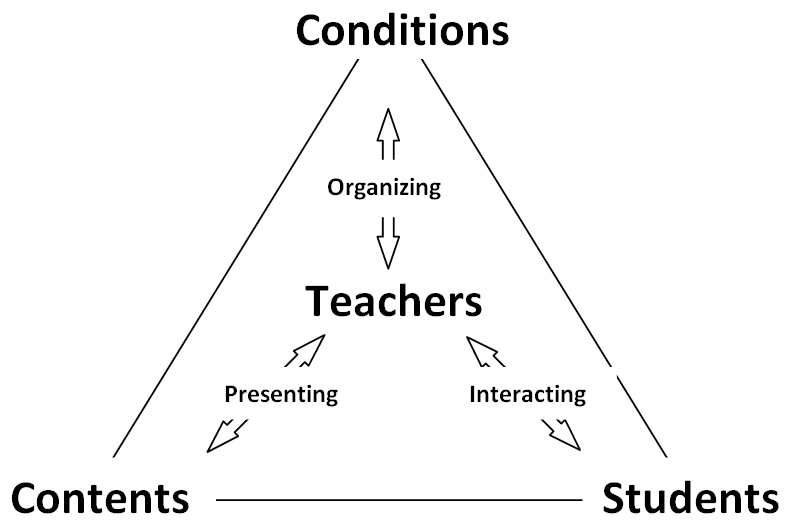 Conditions
Organizing
Teachers
Presenting
Interacting
Contents
Students